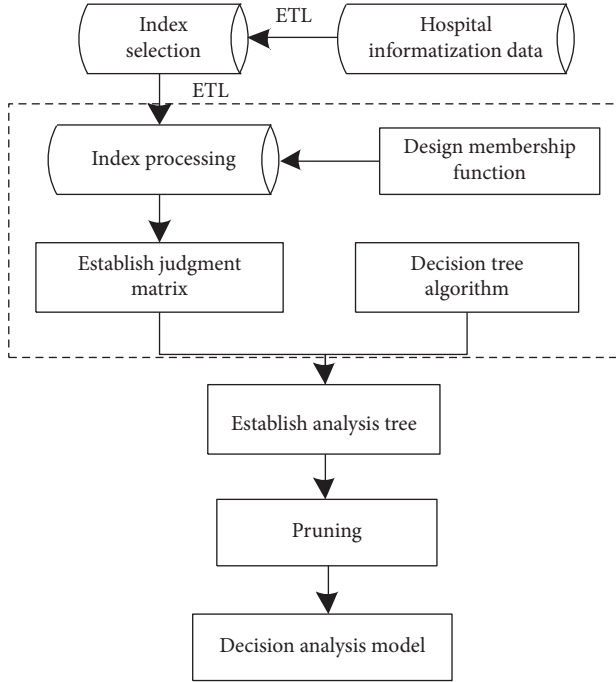 Index
selection
ETL
Hospital
informatization data
ETL
Index processing
Design membership
function
Establish judgment
matrix
Decision tree
algorithm
Establish analysis tree
Pruning
Decision analysis model